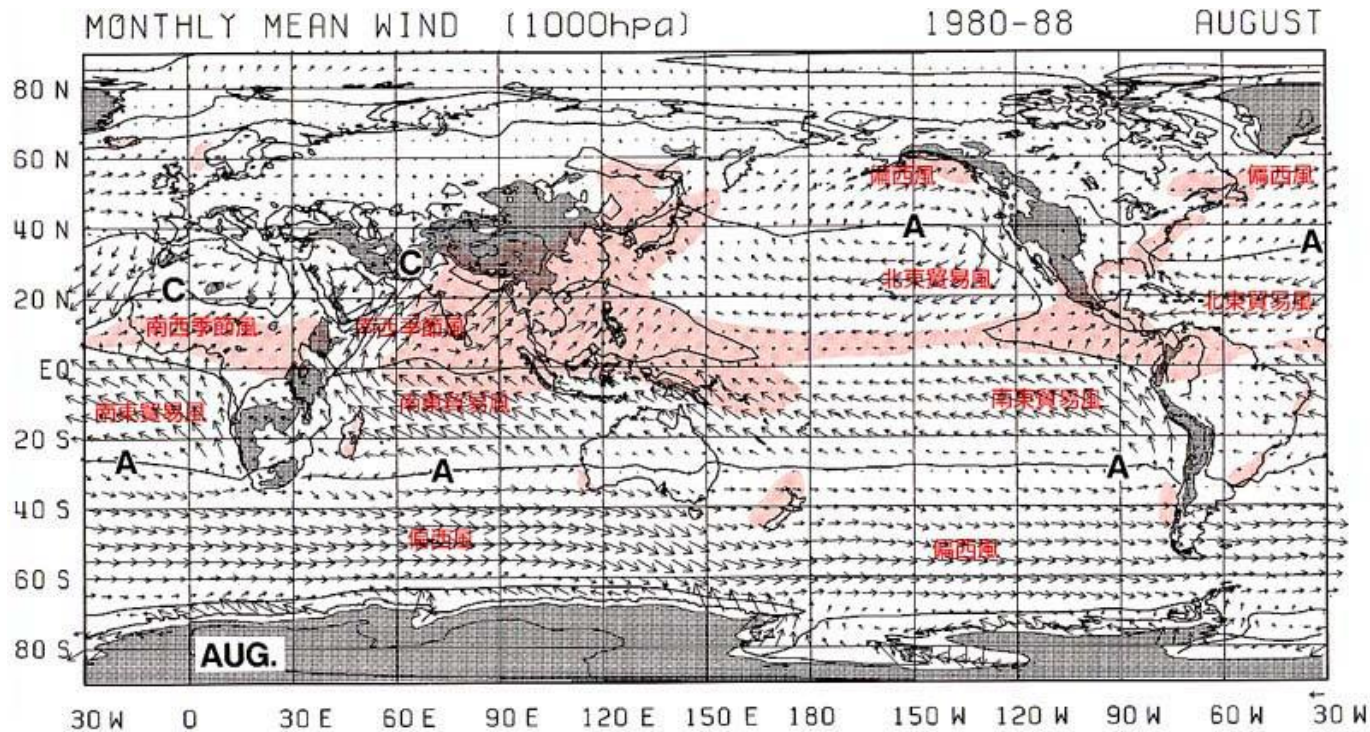 MONTHLY MEAN WIND (1000hpa) 1980-88 AUGUST
80 N
60 N
偏西風 偏西風
40 N
A A
C 北東貿易風
C
20 N 北東貿易風
南西季節風 南西季節風
EQ
南東貿易風 南東貿易風 南東貿易風
20 S
A A A
40 S
偏西風 偏西風
60 S
80 S AUG.
30 W 0 30 E 60 E 90 E 120 E 150 E 180 150 W 120 W 90 W 60 W 30 W